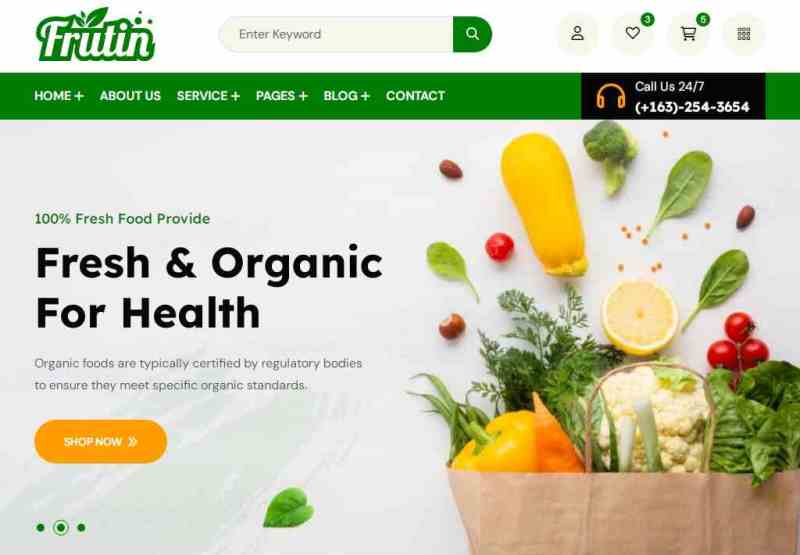 Frutin
Enter Keyword
3
5
HOME + ABOUT US SERVICE + PAGES + BLOG + CONTACT
Call Us 24/7
(+163)-254-3654
100% Fresh Food Provide
Fresh & Organic
For Health
Organic foods are typically certified by regulatory bodies
to ensure they meet specific organic standards.
SHOP NOW